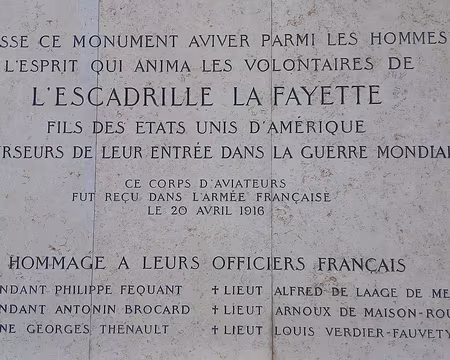 SSE CE MONUMENT AVIVER PARMI LES HOMMES
L'ESPRIT QUI ANIMA LES VOLONTAIRES DE
L'ESCADRILLE LA FAYETTE
FILS DES ETATS UNIS D'AMÉRIQUE
URSEURS DE LEUR ENTRÉE DANS LA GUERRE MONDIAL
CE CORPS D'AVIATEURS
FUT REÇU DANS L'ARMÉE FRANÇAISE
LE 20 AVRIL 1916
HOMMAGE A LEURS OFFICIERS FRANÇAIS
NDANT PHILIPPE FEQUANT † LIEUT ALFRED DE LAAGE DE ME
NDANT ANTONIN BROCARD † LIEUT ARNOUX DE MAISON-ROU
NE GEORGES THENAULT † LIEUT LOUIS VERDIER-FAUVETY